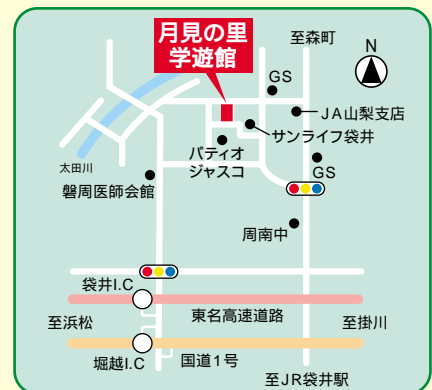 月見の里
学遊館
至森町
N
GS
JA山梨支店
サンライフ袋井
パティオ
ジャスコ
太田川
磐周医師会館
GS
周南中
袋井I.C
東名高速道路
至浜松
至掛川
堀越I.C
国道1号
至JR袋井駅